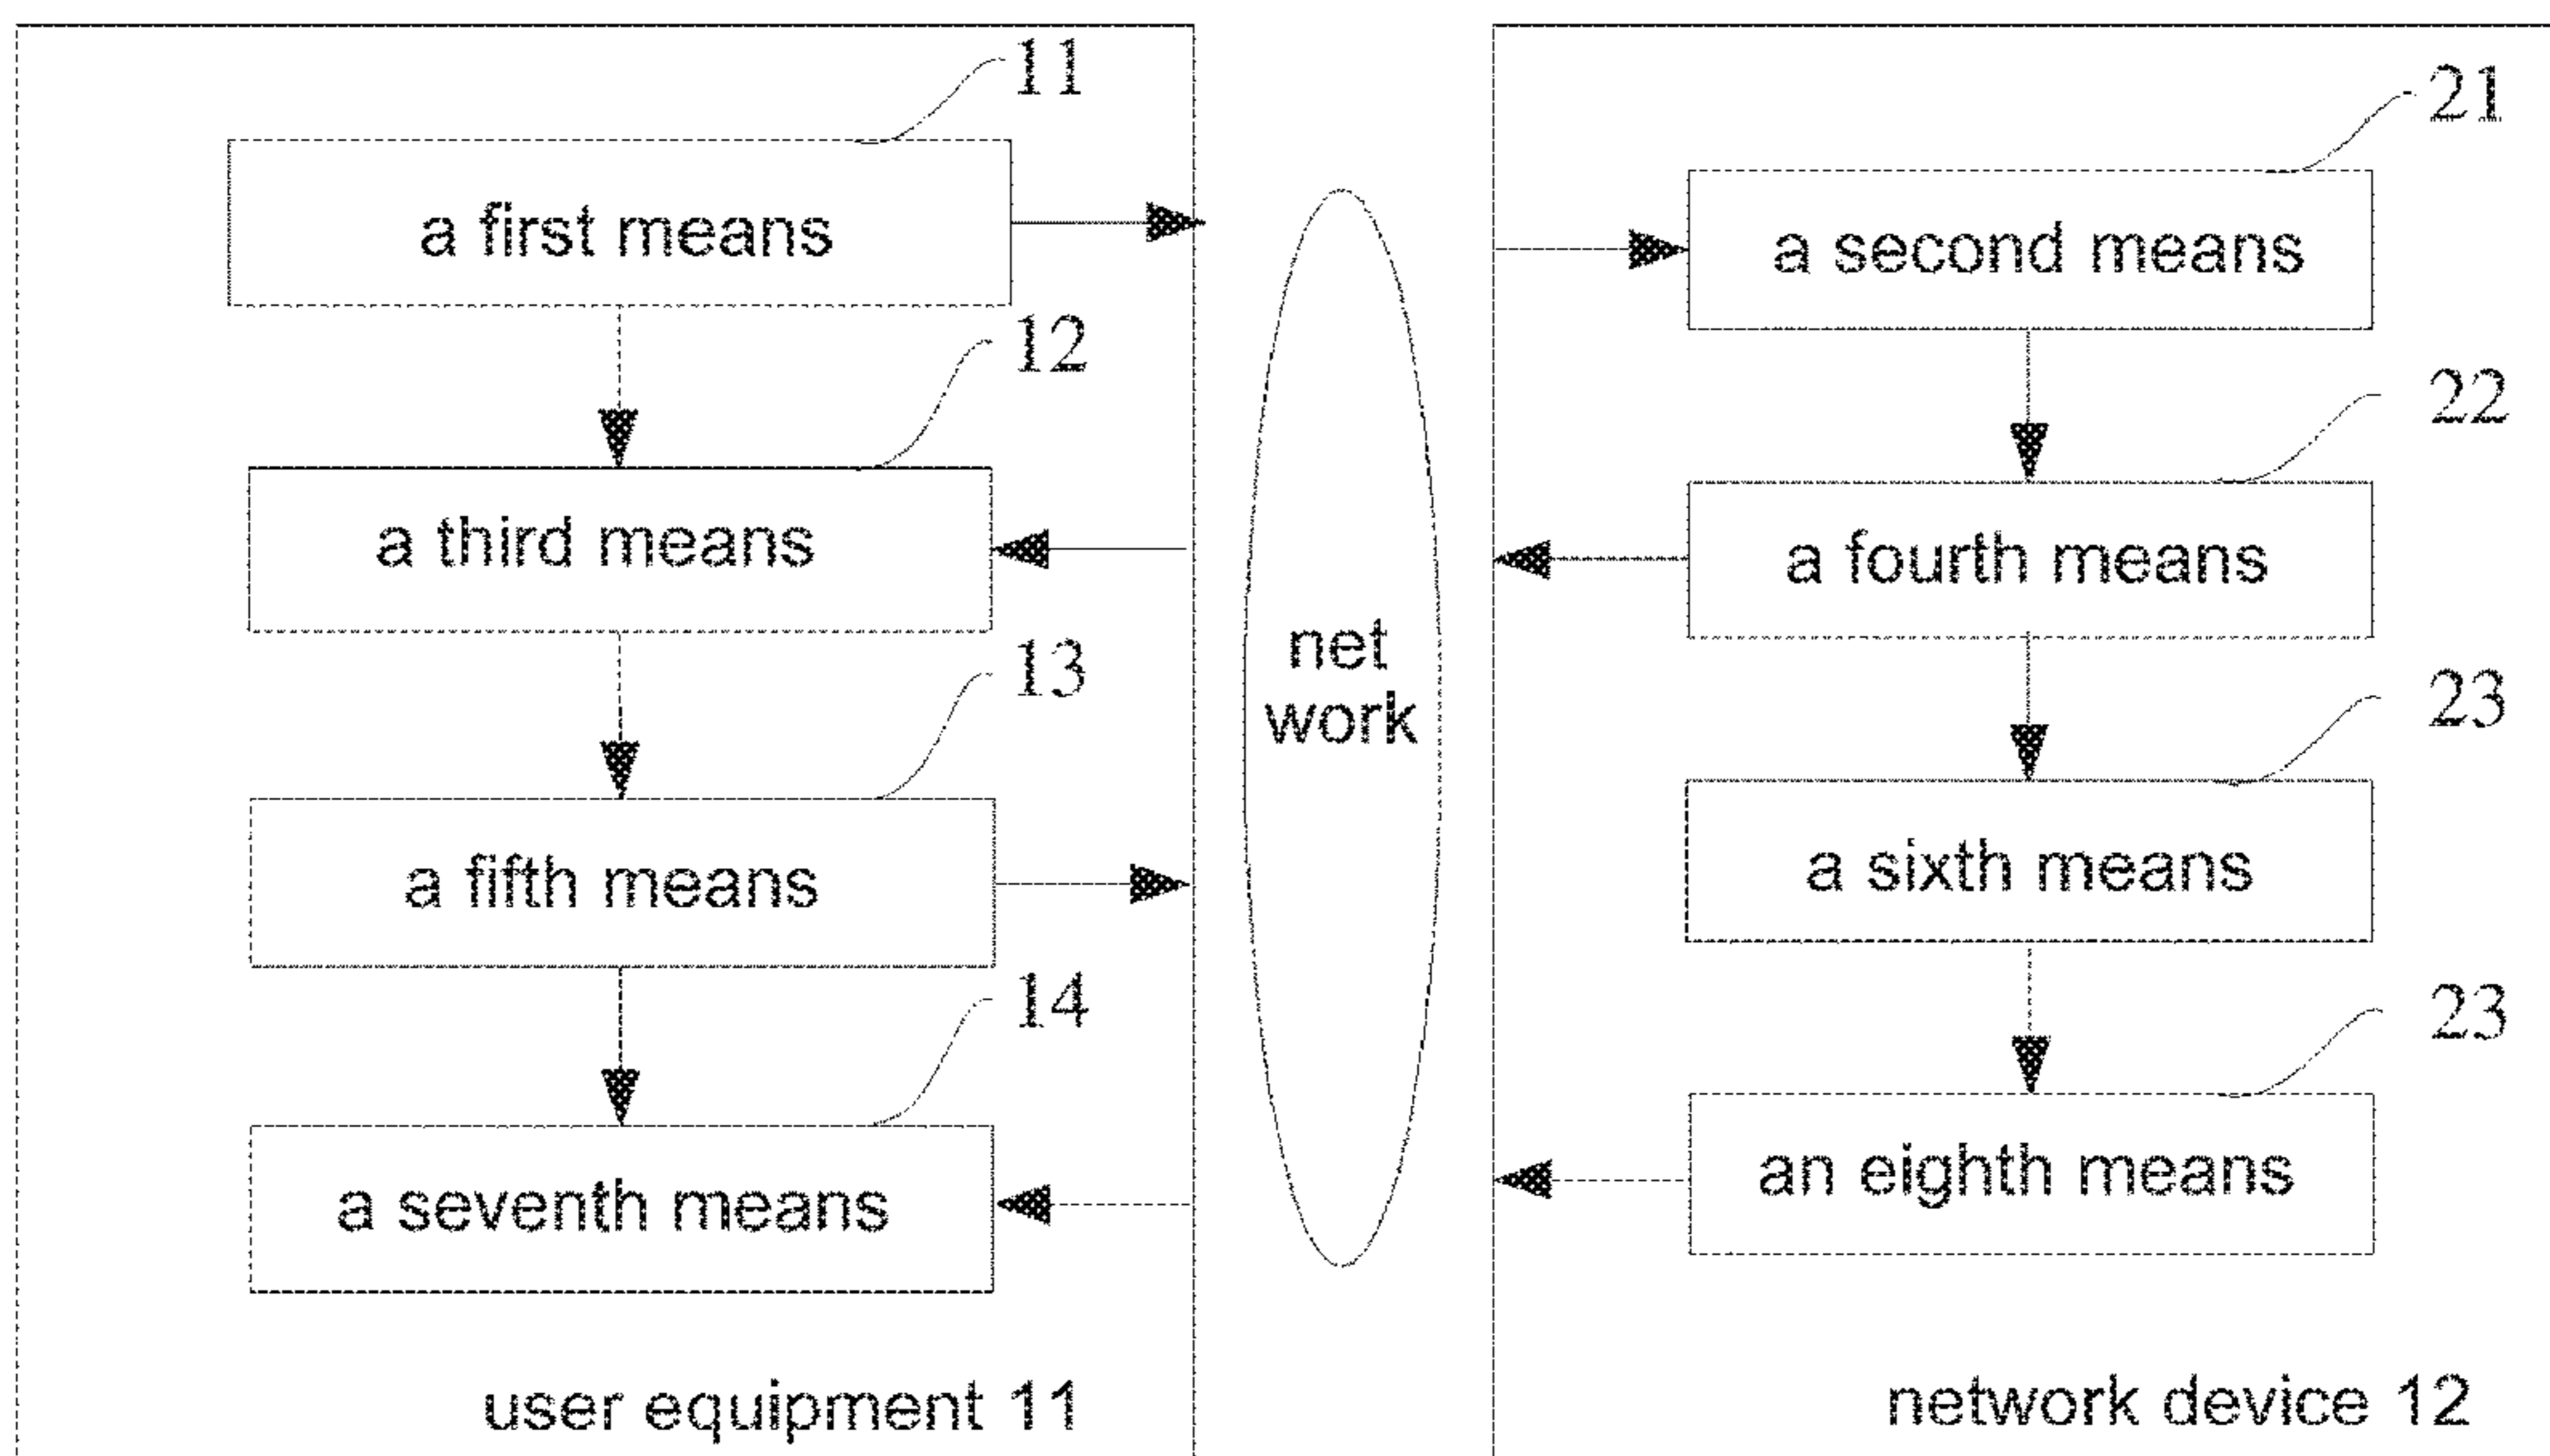 11
a first means
12
a third means
13
a fifth means
14
a seventh means
user equipment 11
net
work
21
a second means
22
a fourth means
23
a sixth means
23
an eighth means
network device 12